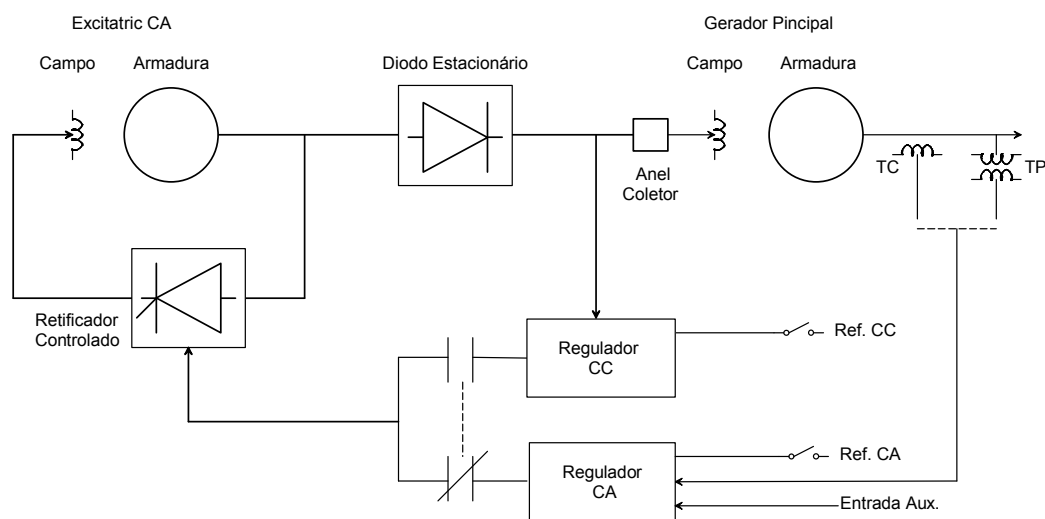 Excitatric CA
Gerador Pincipal
Campo
Armadura
Diodo Estacionário
Campo
Armadura
Anel
Coletor
TC
TP
Retificador
Controlado
Regulador
CC
Ref. CC
Regulador
CA
Ref. CA
Entrada Aux.